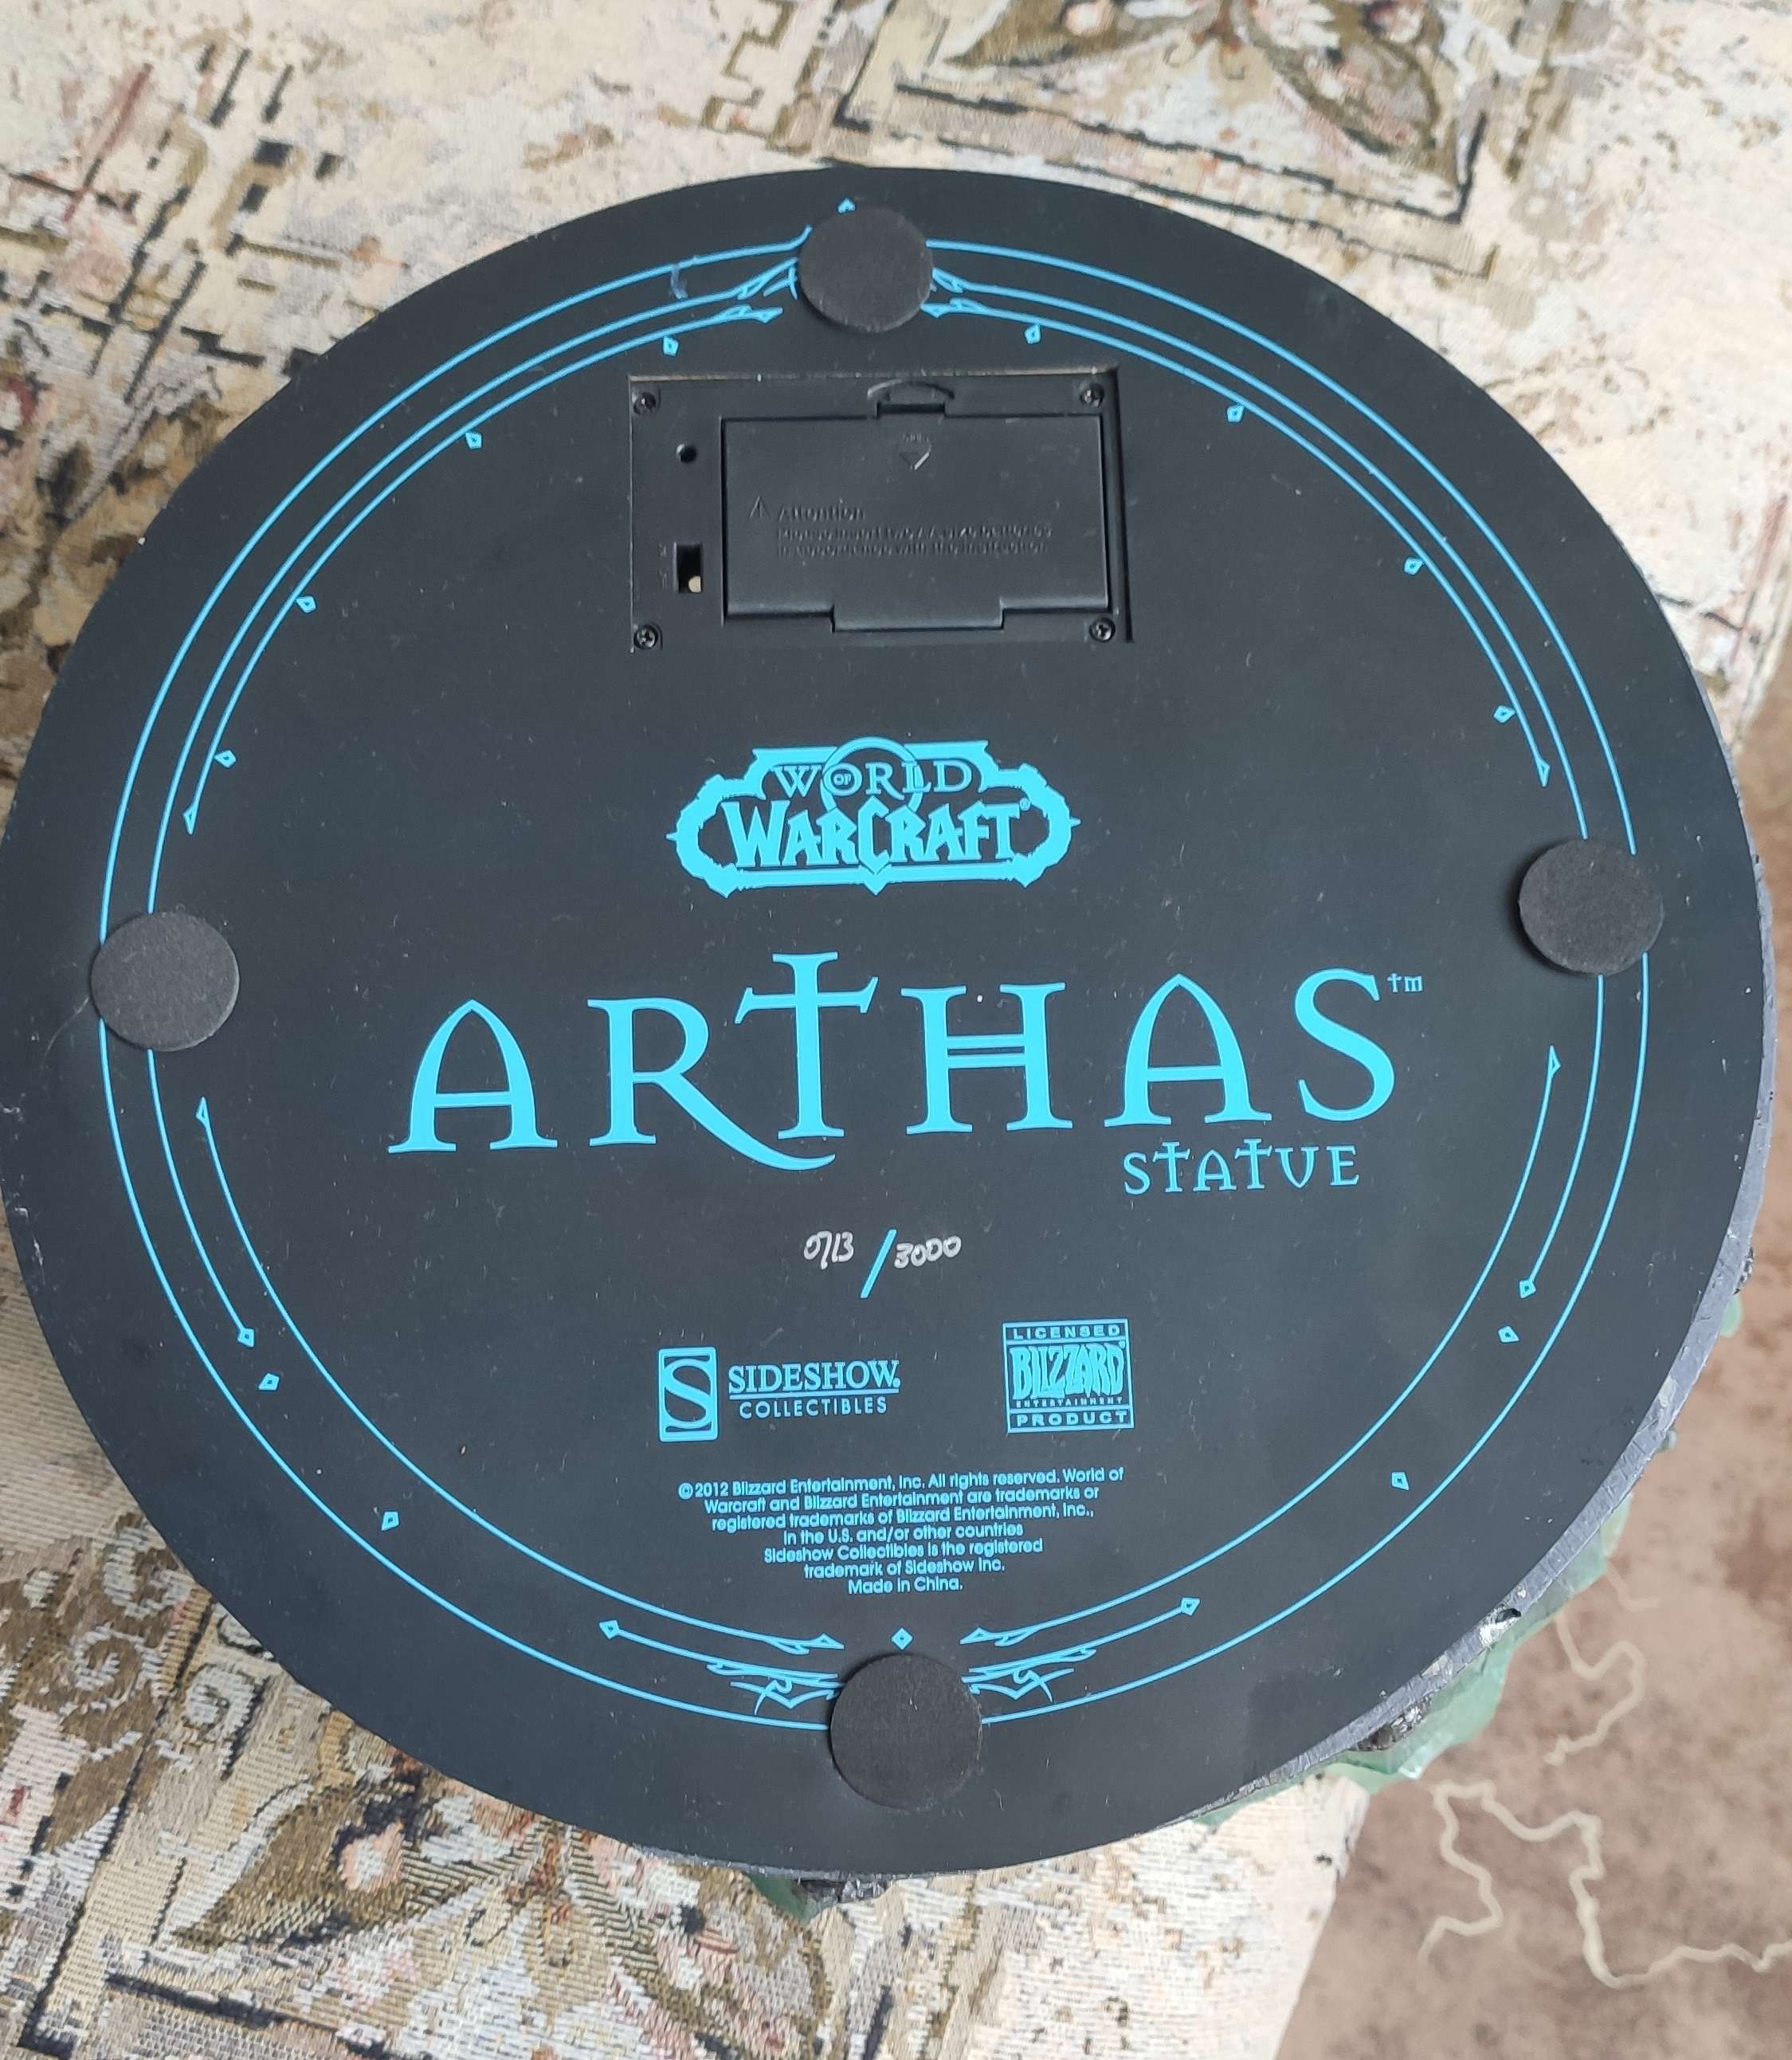 Attention
WORLD
OF
WARCRAFT®
ARTHAS™
STATUE
0713/3000
SIDESHOW®
COLLECTIBLES
LICENSED
BLIZZARD®
ENTERTAINMENT
PRODUCT
©2012 Blizzard Entertainment, Inc. All rights reserved. World of
Warcraft and Blizzard Entertainment are trademarks or
registered trademarks of Blizzard Entertainment, Inc.,
in the U.S. and/or other countries
Sideshow Collectibles is the registered
trademark of Sideshow Inc.
Made in China.